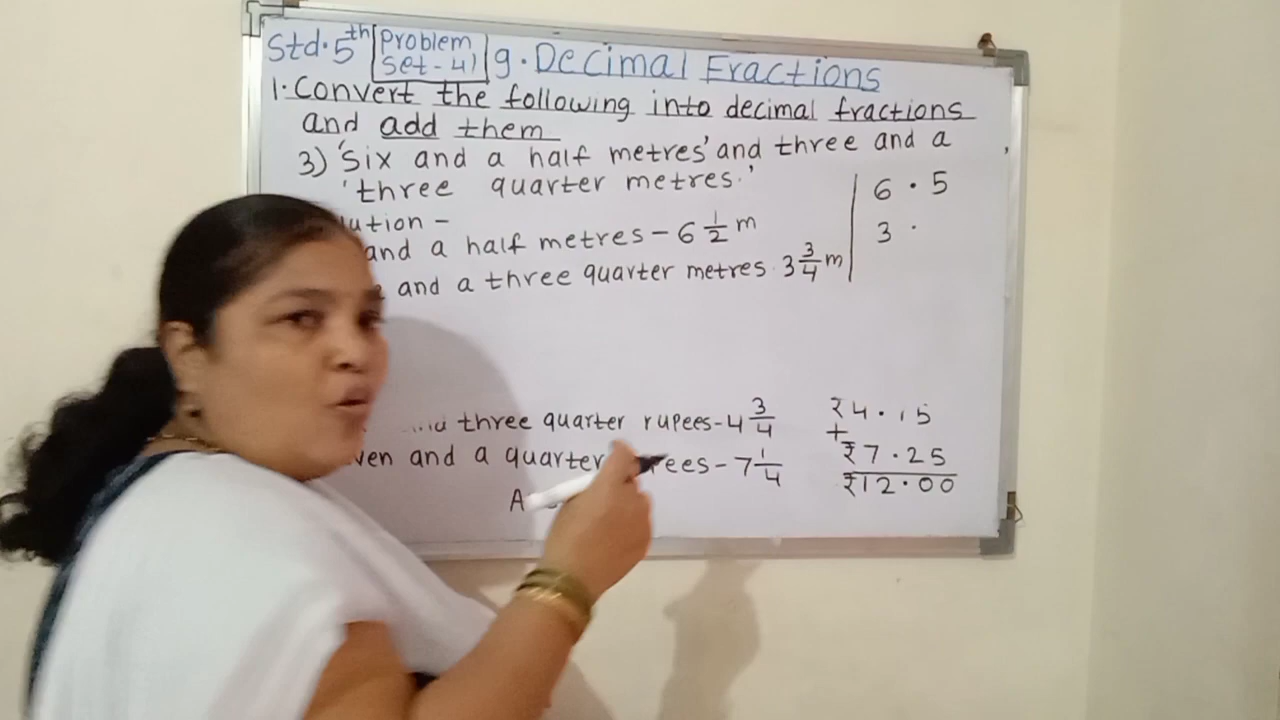 Std. 5th Problem Set-41 9. Decimal Fractions
1. Convert the following into decimal fractions
and add them
3) 'Six and a half metres' and three and a
'three quarter metres.'
6 . 5
lution -
and a half metres - 6 1/2 m
3 .
and a three quarter metres 3 3/4 m
three quarter rupees - 4 3/4
₹4.15
+
ven and a quarter ees - 7 1/4
₹7.25
₹12.00
A